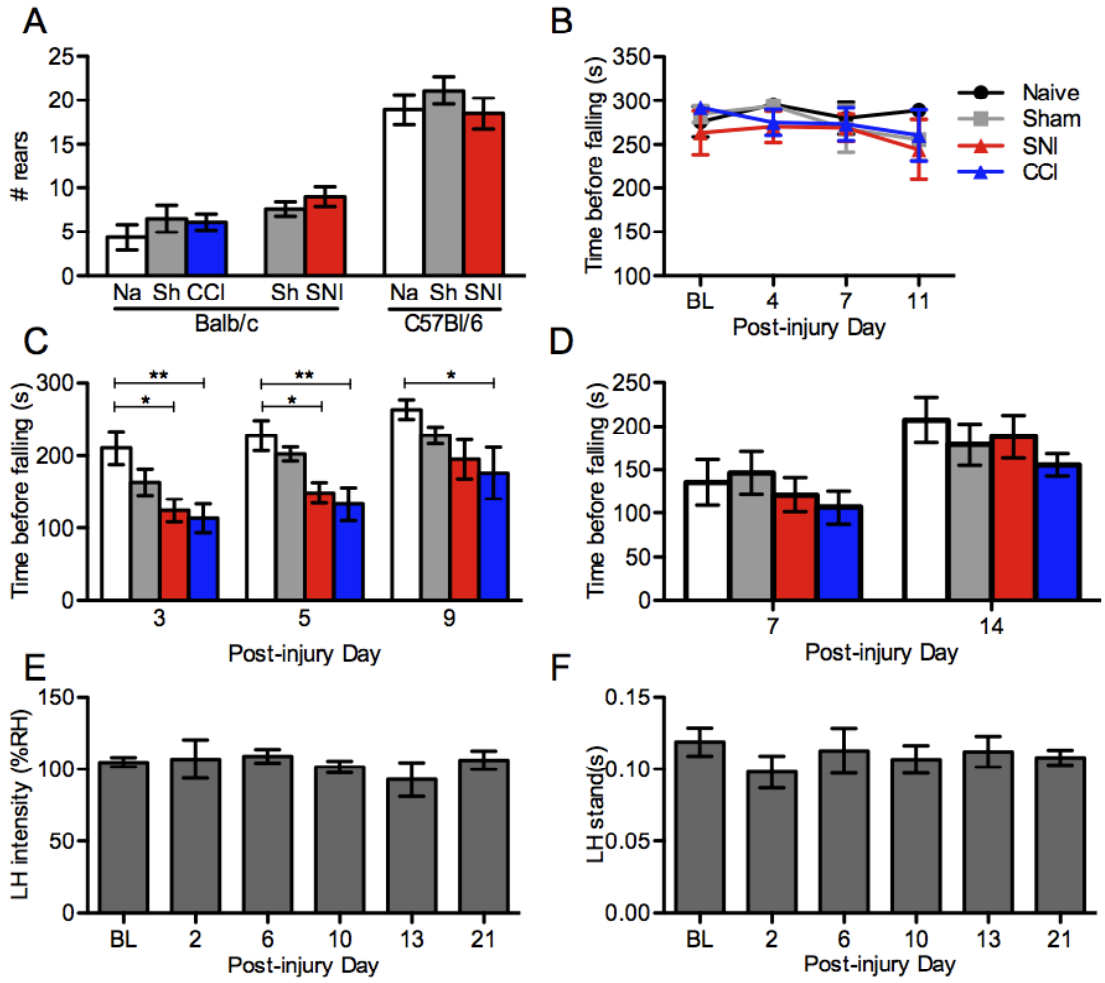 A
# rears
25
20
15
10
5
0
Na Sh CCI Sh SNI Na Sh SNI
Balb/c C57Bl/6
B
Time before falling (s)
350
300
250
200
150
100
BL 4 7 11
Post-injury Day
Naive
Sham
SNI
CCI
C
Time before falling (s)
300
200
100
0
** ** *
* *
3 5 9
Post-injury Day
D
Time before falling (s)
250
200
150
100
50
0
7 14
Post-injury Day
E
LH intensity (%RH)
150
100
50
0
BL 2 6 10 13 21
Post-injury Day
F
LH stand(s)
0.15
0.10
0.05
0.00
BL 2 6 10 13 21
Post-injury Day